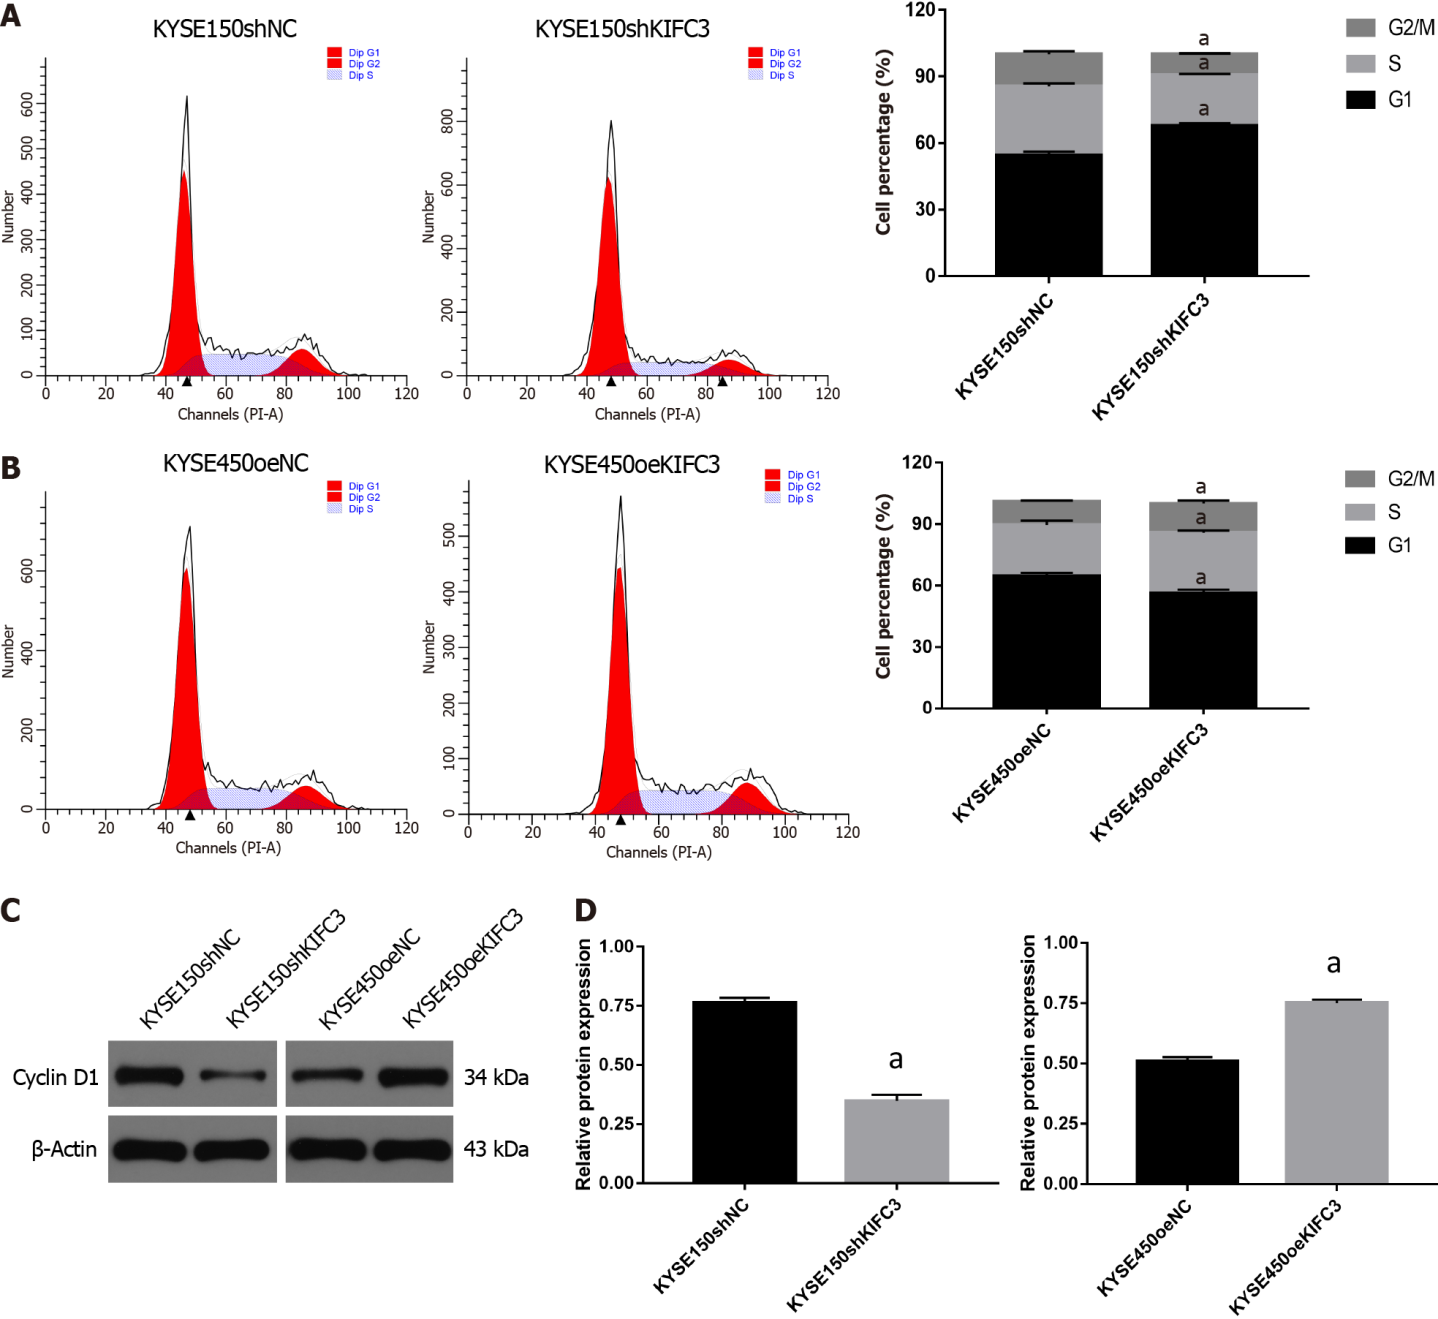 A
KYSE150shNC
Dip G1
Dip G2
Dip S
Number
0 100 200 300 400 500 600
0 20 40 60 80 100 120
Channels (PI-A)
KYSE150shKIFC3
Dip G1
Dip G2
Dip S
Number
0 200 400 600 800
0 20 40 60 80 100 120
Channels (PI-A)
Cell percentage (%)
120
90
60
30
0
a
a
a
KYSE150shNC
KYSE150shKIFC3
G2/M
S
G1
B
KYSE450oeNC
Dip G1
Dip G2
Dip S
Number
0 200 400 600
0 20 40 60 80 100 120
Channels (PI-A)
KYSE450oeKIFC3
Dip G1
Dip G2
Dip S
Number
0 100 200 300 400 500
0 20 40 60 80 100 120
Channels (PI-A)
Cell percentage (%)
120
90
60
30
0
a
a
a
KYSE450oeNC
KYSE450oeKIFC3
G2/M
S
G1
C
KYSE150shNC
KYSE150shKIFC3
KYSE450oeNC
KYSE450oeKIFC3
Cyclin D1
34 kDa
β-Actin
43 kDa
D
Relative protein expression
1.00
0.75
0.50
0.25
0.00
a
KYSE150shNC
KYSE150shKIFC3
Relative protein expression
1.00
0.75
0.50
0.25
0.00
a
KYSE450oeNC
KYSE450oeKIFC3